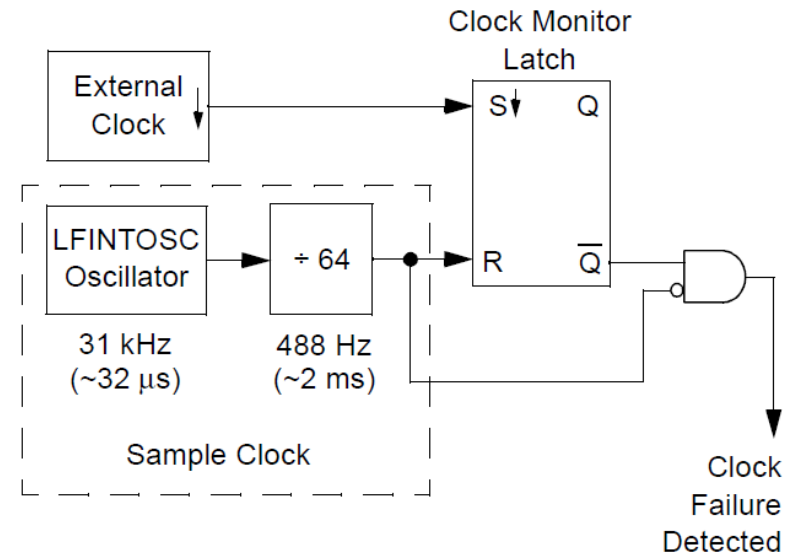 Clock Monitor
Latch
External
Clock
S
Q
LFINTOSC
Oscillator
÷ 64
R
Q̅
31 kHz
(~32 μs)
488 Hz
(~2 ms)
Sample Clock
Clock
Failure
Detected